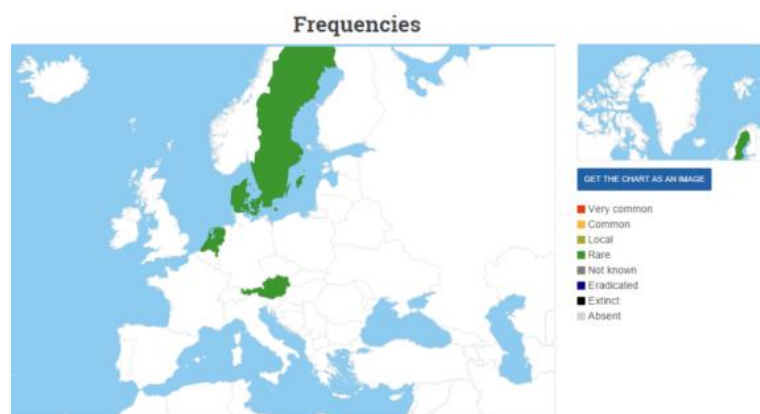 Frequencies
GET THE CHART AS AN IMAGE
Very common
Common
Local
Rare
Not known
Eradicated
Extinct
Absent